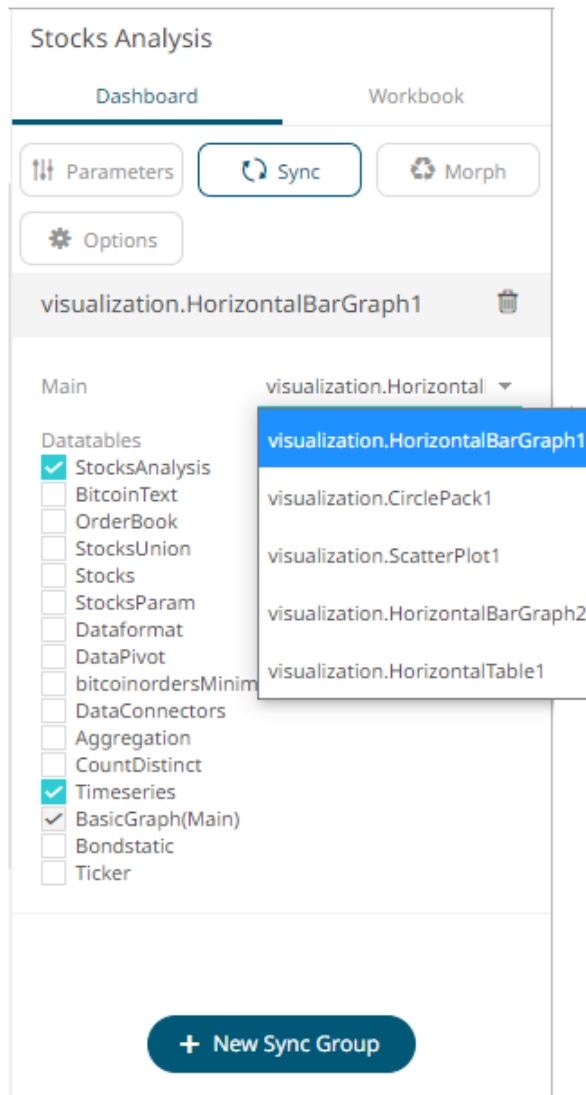 Stocks Analysis
Dashboard Workbook
Parameters Sync Morph
Options
visualization.HorizontalBarGraph1
Main visualization.Horizontal
visualization.HorizontalBarGraph1
visualization.CirclePack1
visualization.ScatterPlot1
visualization.HorizontalBarGraph2
visualization.HorizontalTable1
Datatables
StocksAnalysis
BitcoinText
OrderBook
StocksUnion
Stocks
StocksParam
Dataformat
DataPivot
bitcoinordersMinim
DataConnectors
Aggregation
CountDistinct
Timeseries
BasicGraph(Main)
Bondstatic
Ticker
+ New Sync Group